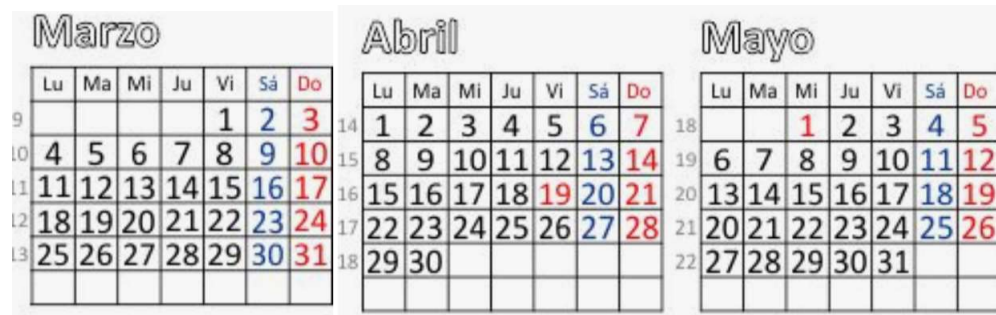 Marzo
Lu Ma Mi Ju Vi Sá Do
9 1 2 3
10 4 5 6 7 8 9 10
11 11 12 13 14 15 16 17
12 18 19 20 21 22 23 24
13 25 26 27 28 29 30 31
Abril
Lu Ma Mi Ju Vi Sá Do
14 1 2 3 4 5 6 7
15 8 9 10 11 12 13 14
16 15 16 17 18 19 20 21
17 22 23 24 25 26 27 28
18 29 30
Mayo
Lu Ma Mi Ju Vi Sá Do
18 1 2 3 4 5
19 6 7 8 9 10 11 12
20 13 14 15 16 17 18 19
21 20 21 22 23 24 25 26
22 27 28 29 30 31